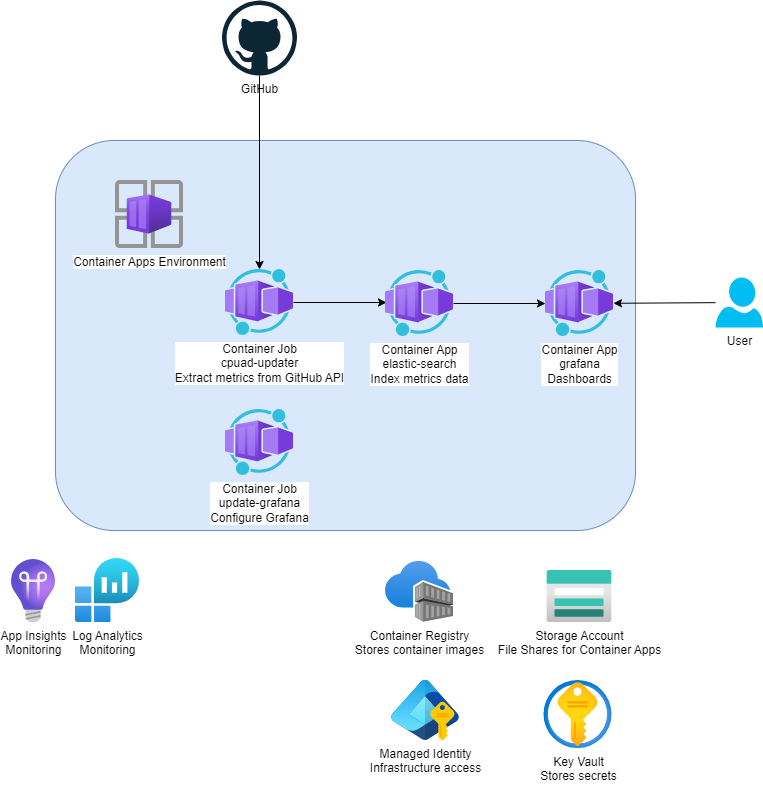 GitHub
Container Apps Environment
Container Job
cpuad-updater
Extract metrics from GitHub API
Container App
elastic-search
Index metrics data
Container App
grafana
Dashboards
User
Container Job
update-grafana
Configure Grafana
App Insights
Monitoring
Log Analytics
Monitoring
Container Registry
Stores container images
Storage Account
File Shares for Container Apps
Managed Identity
Infrastructure access
Key Vault
Stores secrets